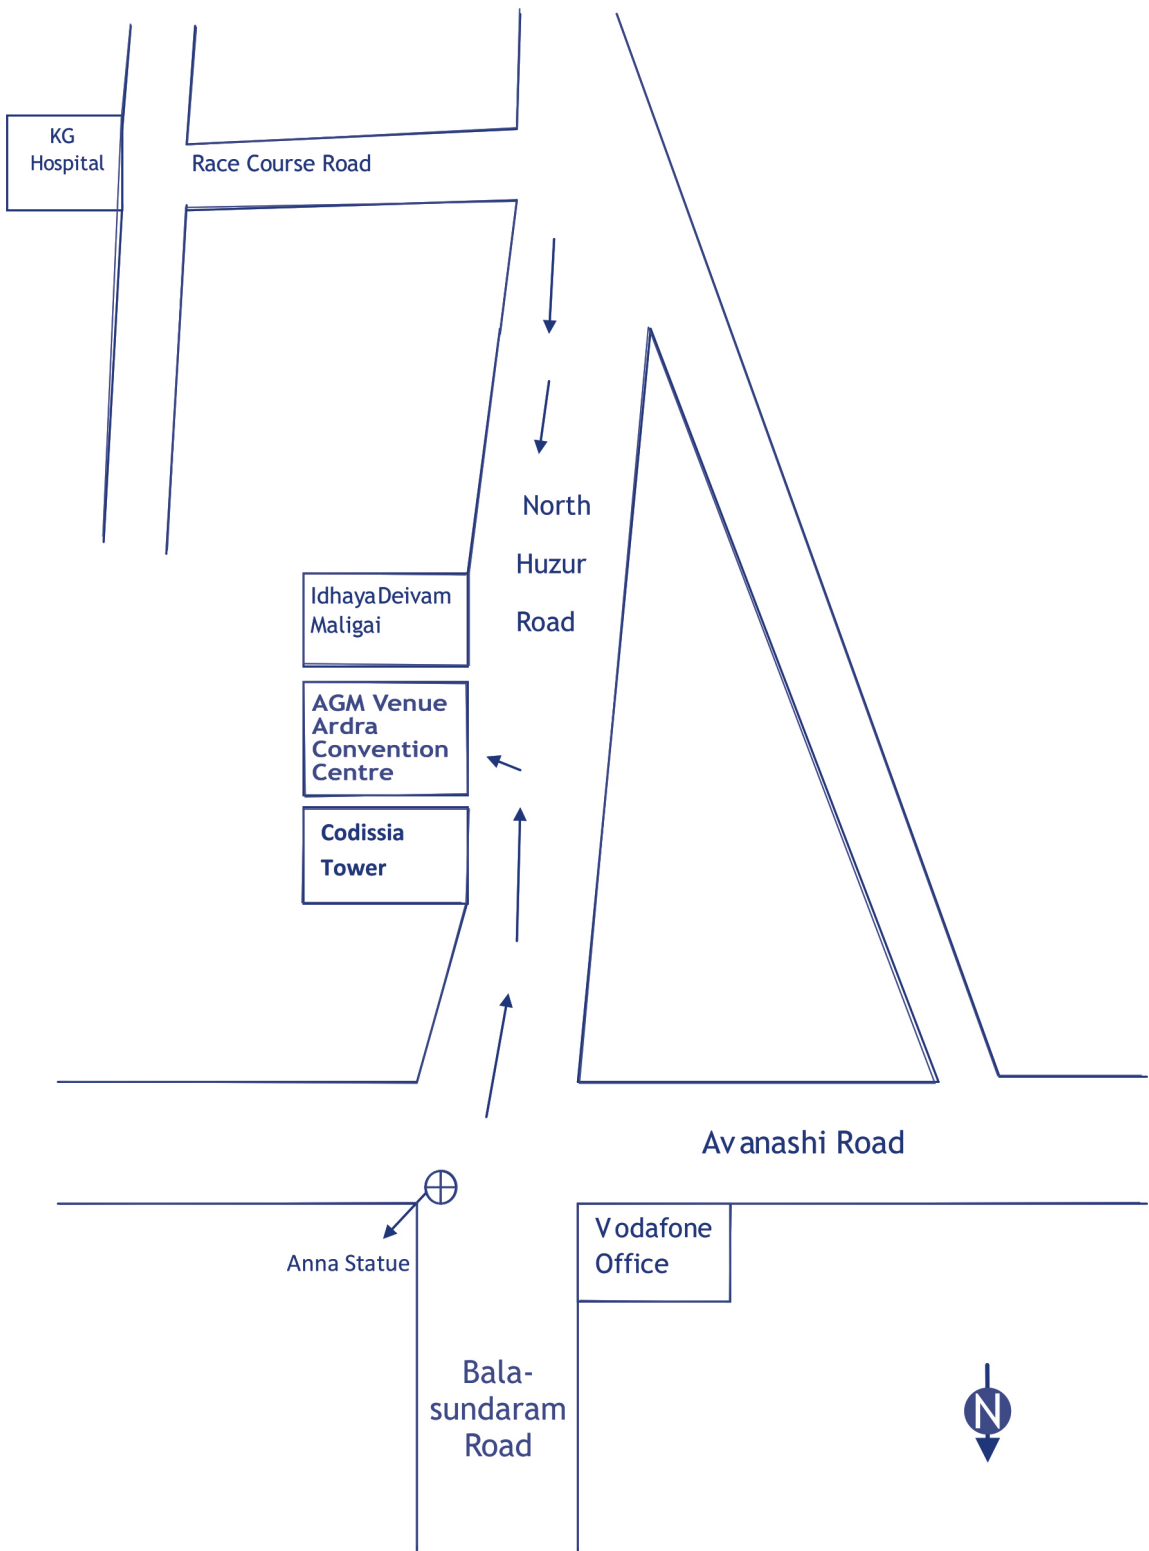 KG
Hospital
Race Course Road
North
Huzur
Road
IdhayaDeivam
Maligai
AGM Venue
Ardra
Convention
Centre
Codissia
Tower
Avanashi Road
Anna Statue
Vodafone
Office
Bala-
sundaram
Road
N